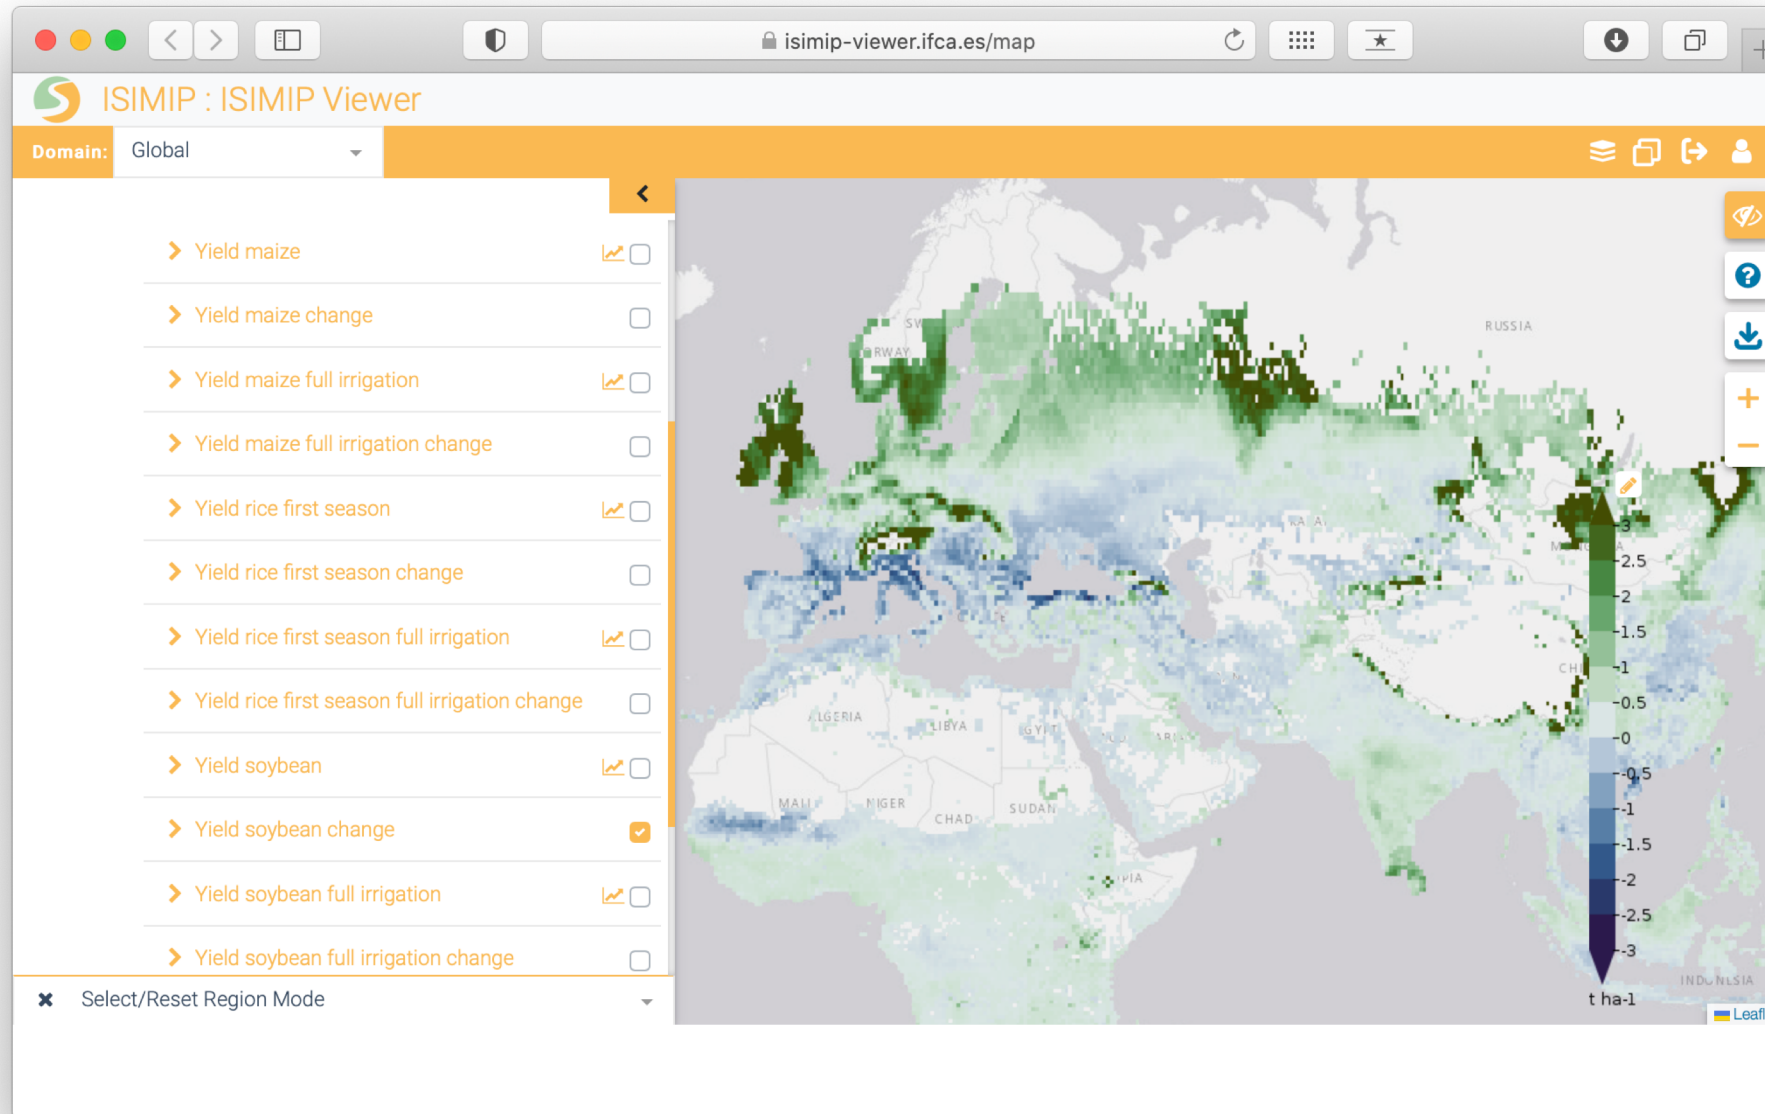 isimip-viewer.ifca.es/map
ISIMIP : ISIMIP Viewer
Domain: Global
Yield maize
Yield maize change
Yield maize full irrigation
Yield maize full irrigation change
Yield rice first season
Yield rice first season change
Yield rice first season full irrigation
Yield rice first season full irrigation change
Yield soybean
Yield soybean change
Yield soybean full irrigation
Yield soybean full irrigation change
Select/Reset Region Mode
RUSSIA
ALGERIA
LIBYA
MALI
NIGER
CHAD
SUDAN
3
2.5
2
1.5
1
0.5
0
-0.5
-1
-1.5
-2
-2.5
-3
t ha-1
INDONESIA
Leafl